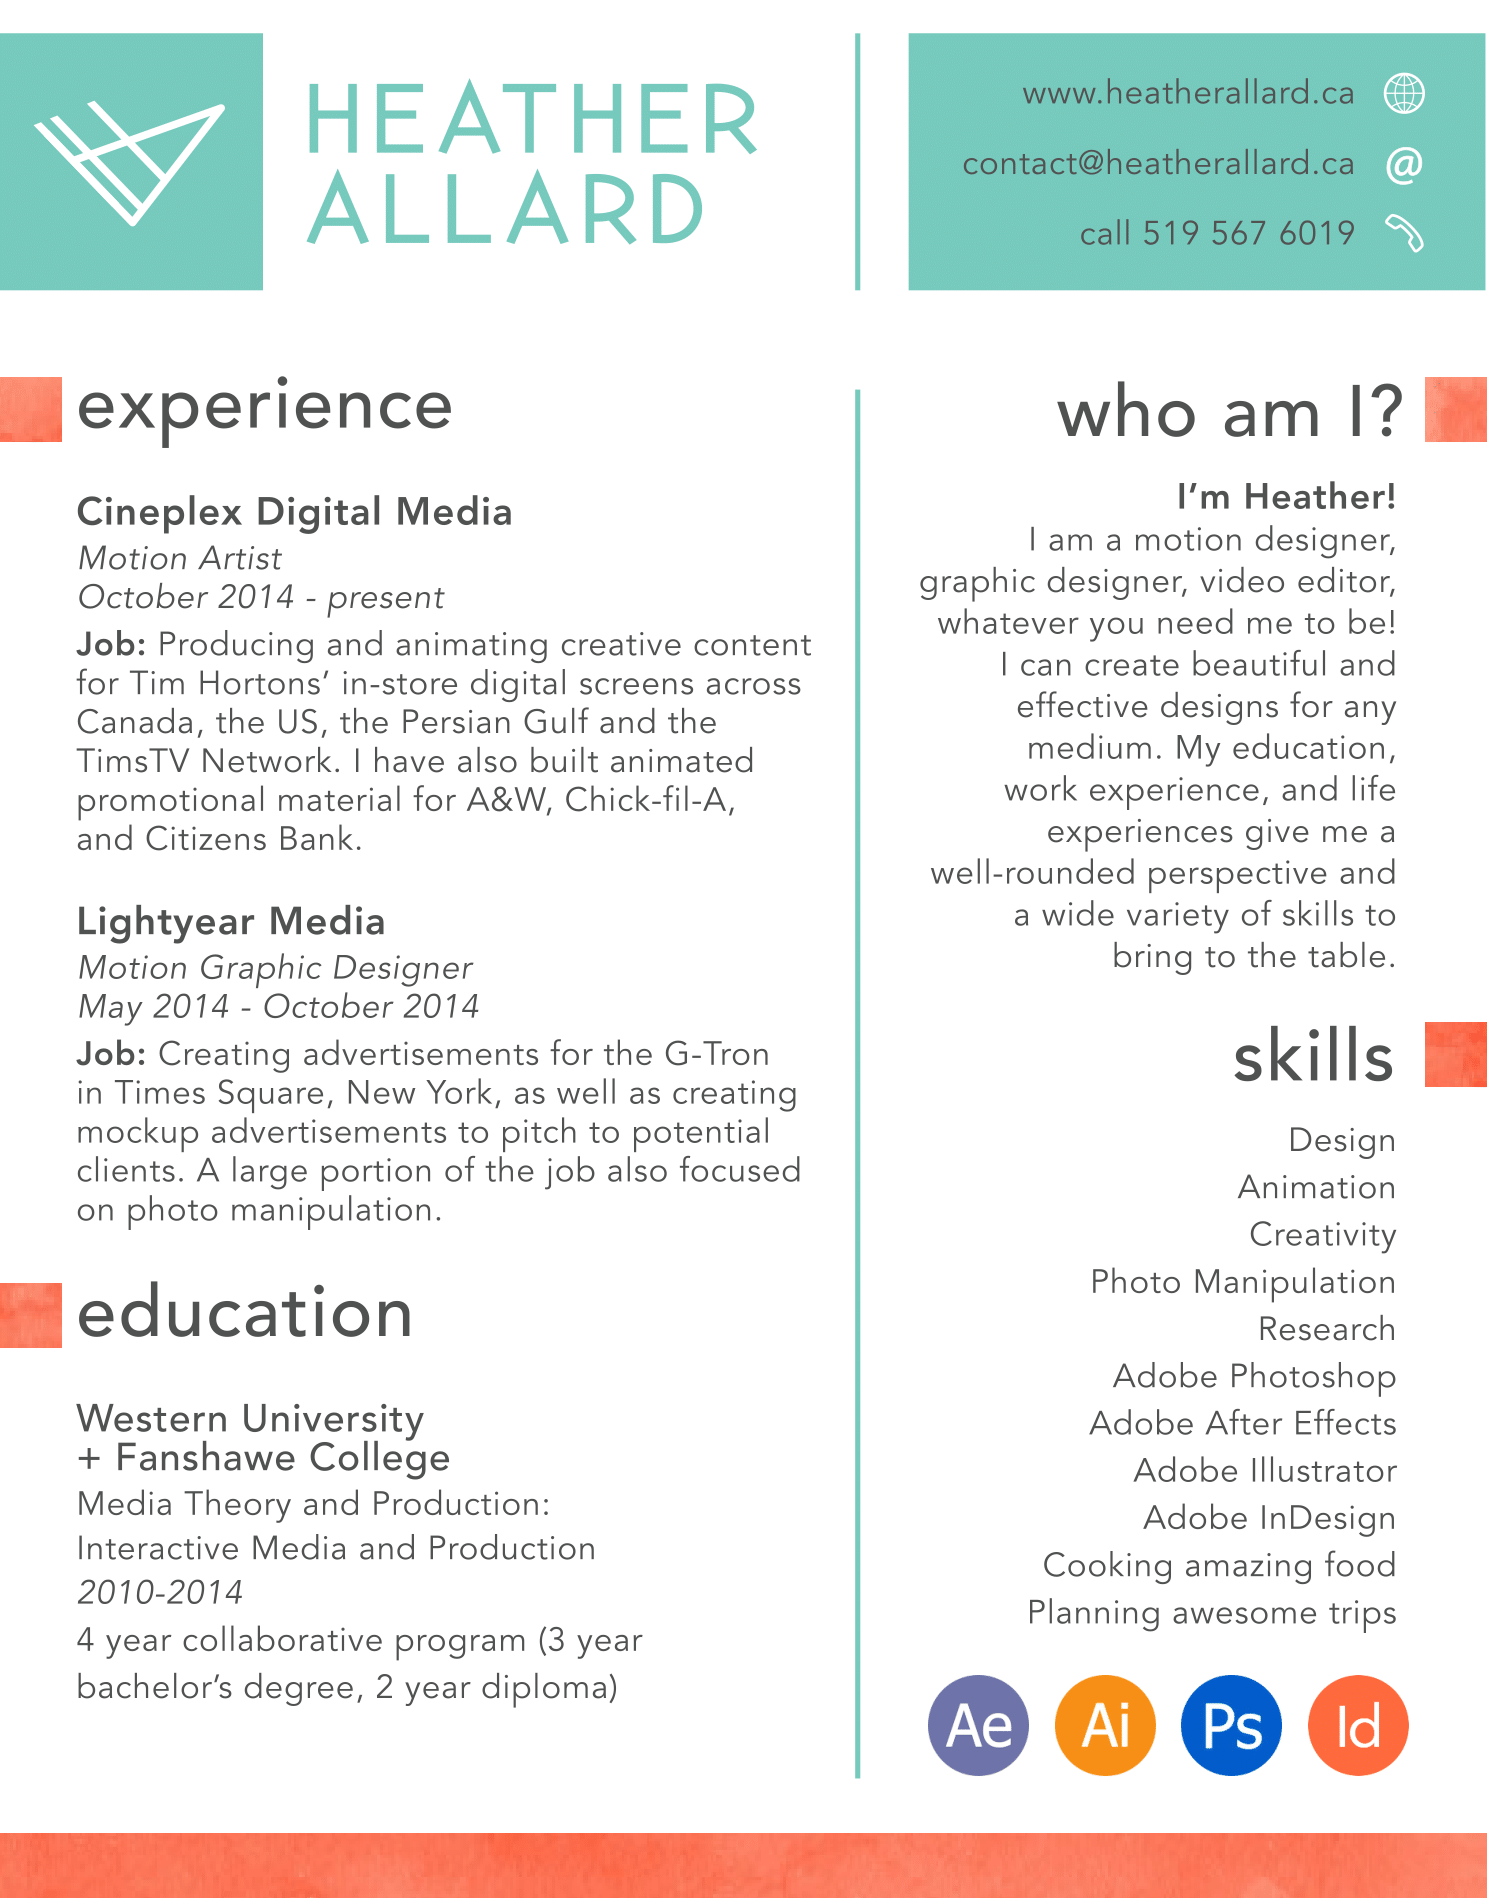 HEATHER
ALLARD
www.heatherallard.ca
contact@heatherallard.ca
@
call 519 567 6019
experience
Cineplex Digital Media
Motion Artist
October 2014 - present
Job: Producing and animating creative content
for Tim Hortons’ in-store digital screens across
Canada, the US, the Persian Gulf and the
TimsTV Network. I have also built animated
promotional material for A&W, Chick-fil-A,
and Citizens Bank.
Lightyear Media
Motion Graphic Designer
May 2014 - October 2014
Job: Creating advertisements for the G-Tron
in Times Square, New York, as well as creating
mockup advertisements to pitch to potential
clients. A large portion of the job also focused
on photo manipulation.
education
Western University
+ Fanshawe College
Media Theory and Production:
Interactive Media and Production
2010-2014
4 year collaborative program (3 year
bachelor’s degree, 2 year diploma)
who am I?
I’m Heather!
I am a motion designer,
graphic designer, video editor,
whatever you need me to be!
I can create beautiful and
effective designs for any
medium. My education,
work experience, and life
experiences give me a
well-rounded perspective and
a wide variety of skills to
bring to the table.
skills
Design
Animation
Creativity
Photo Manipulation
Research
Adobe Photoshop
Adobe After Effects
Adobe Illustrator
Adobe InDesign
Cooking amazing food
Planning awesome trips
Ae Ai Ps Id